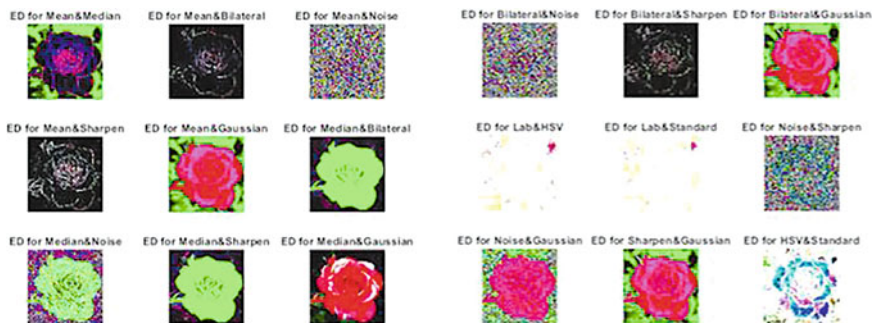 ED for Mean&Median
ED for Mean&Bilateral
ED for Mean&Noise
ED for Bilateral&Noise
ED for Bilateral&Sharpen
ED for Bilateral&Gaussian
ED for Mean&Sharpen
ED for Mean&Gaussian
ED for Median&Bilateral
ED for Lab&HSV
ED for Lab&Standard
ED for Noise&Sharpen
ED for Median&Noise
ED for Median&Sharpen
ED for Median&Gaussian
ED for Noise&Gaussian
ED for Sharpen&Gaussian
ED for HSV&Standard